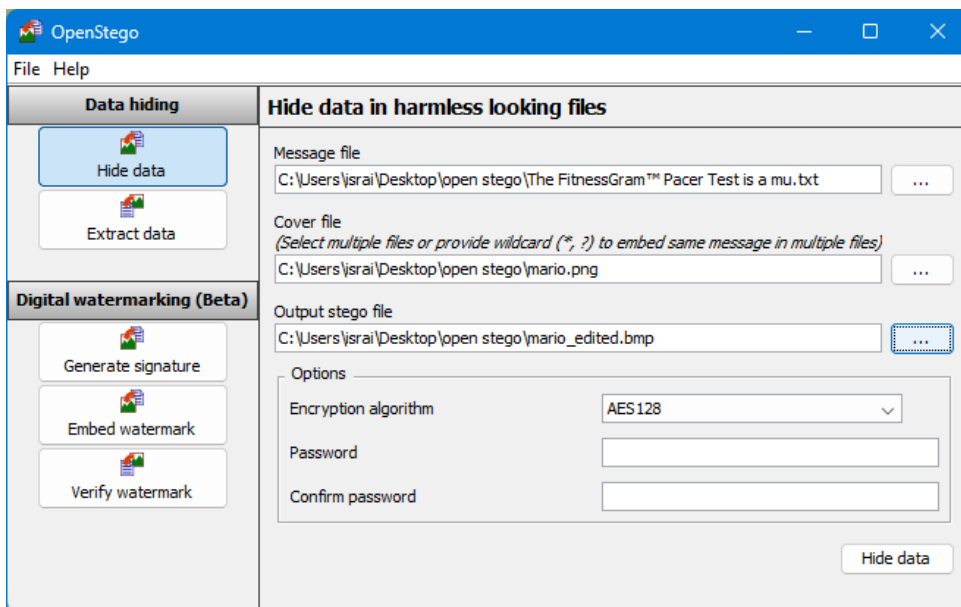 OpenStego
File Help
Data hiding
Hide data
Extract data
Digital watermarking (Beta)
Generate signature
Embed watermark
Verify watermark
Hide data in harmless looking files
Message file
C:\Users\israi\Desktop\open stego\The FitnessGram™ Pacer Test is a mu.txt
...
Cover file
(Select multiple files or provide wildcard (*, ?) to embed same message in multiple files)
C:\Users\israi\Desktop\open stego\mario.png
...
Output stego file
C:\Users\israi\Desktop\open stego\mario_edited.bmp
...
Options
Encryption algorithm AES128
Password
Confirm password
Hide data